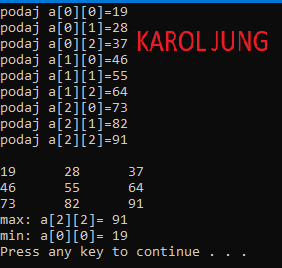 podaj a[0][0]=19
podaj a[0][1]=28
podaj a[0][2]=37
KAROL JUNG
podaj a[1][0]=46
podaj a[1][1]=55
podaj a[1][2]=64
podaj a[2][0]=73
podaj a[2][1]=82
podaj a[2][2]=91
19 28 37
46 55 64
73 82 91
max: a[2][2]= 91
min: a[0][0]= 19
Press any key to continue . . .